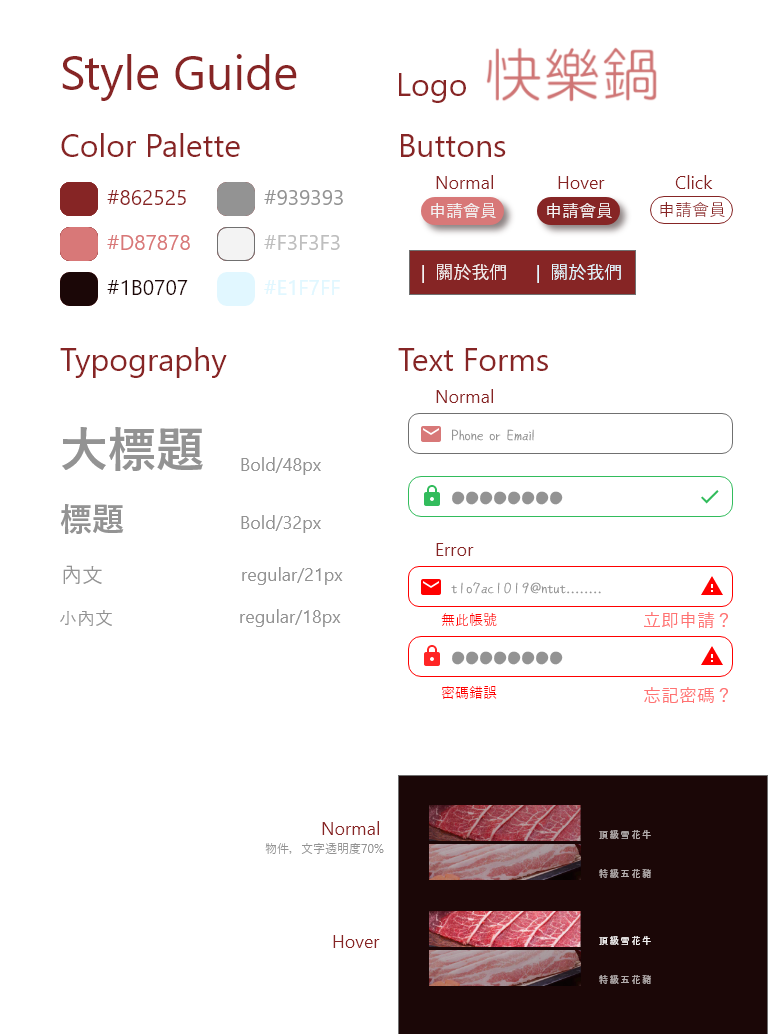 Style Guide
Logo 快樂鍋
Color Palette
#862525 #939393
#D87878 #F3F3F3
#1B0707 #E1F7FF
Buttons
Normal Hover Click
申請會員 申請會員 申請會員
| 關於我們 | 關於我們
Typography
大標題 Bold/48px
標題 Bold/32px
內文 regular/21px
小內文 regular/18px
Text Forms
Normal
Phone or Email
Error
t107ac1019@ntut........
無此帳號 立即申請？
密碼錯誤 忘記密碼？
Normal
物件，文字透明度70%
頂級雪花牛
特級五花豬
Hover
頂級雪花牛
特級五花豬